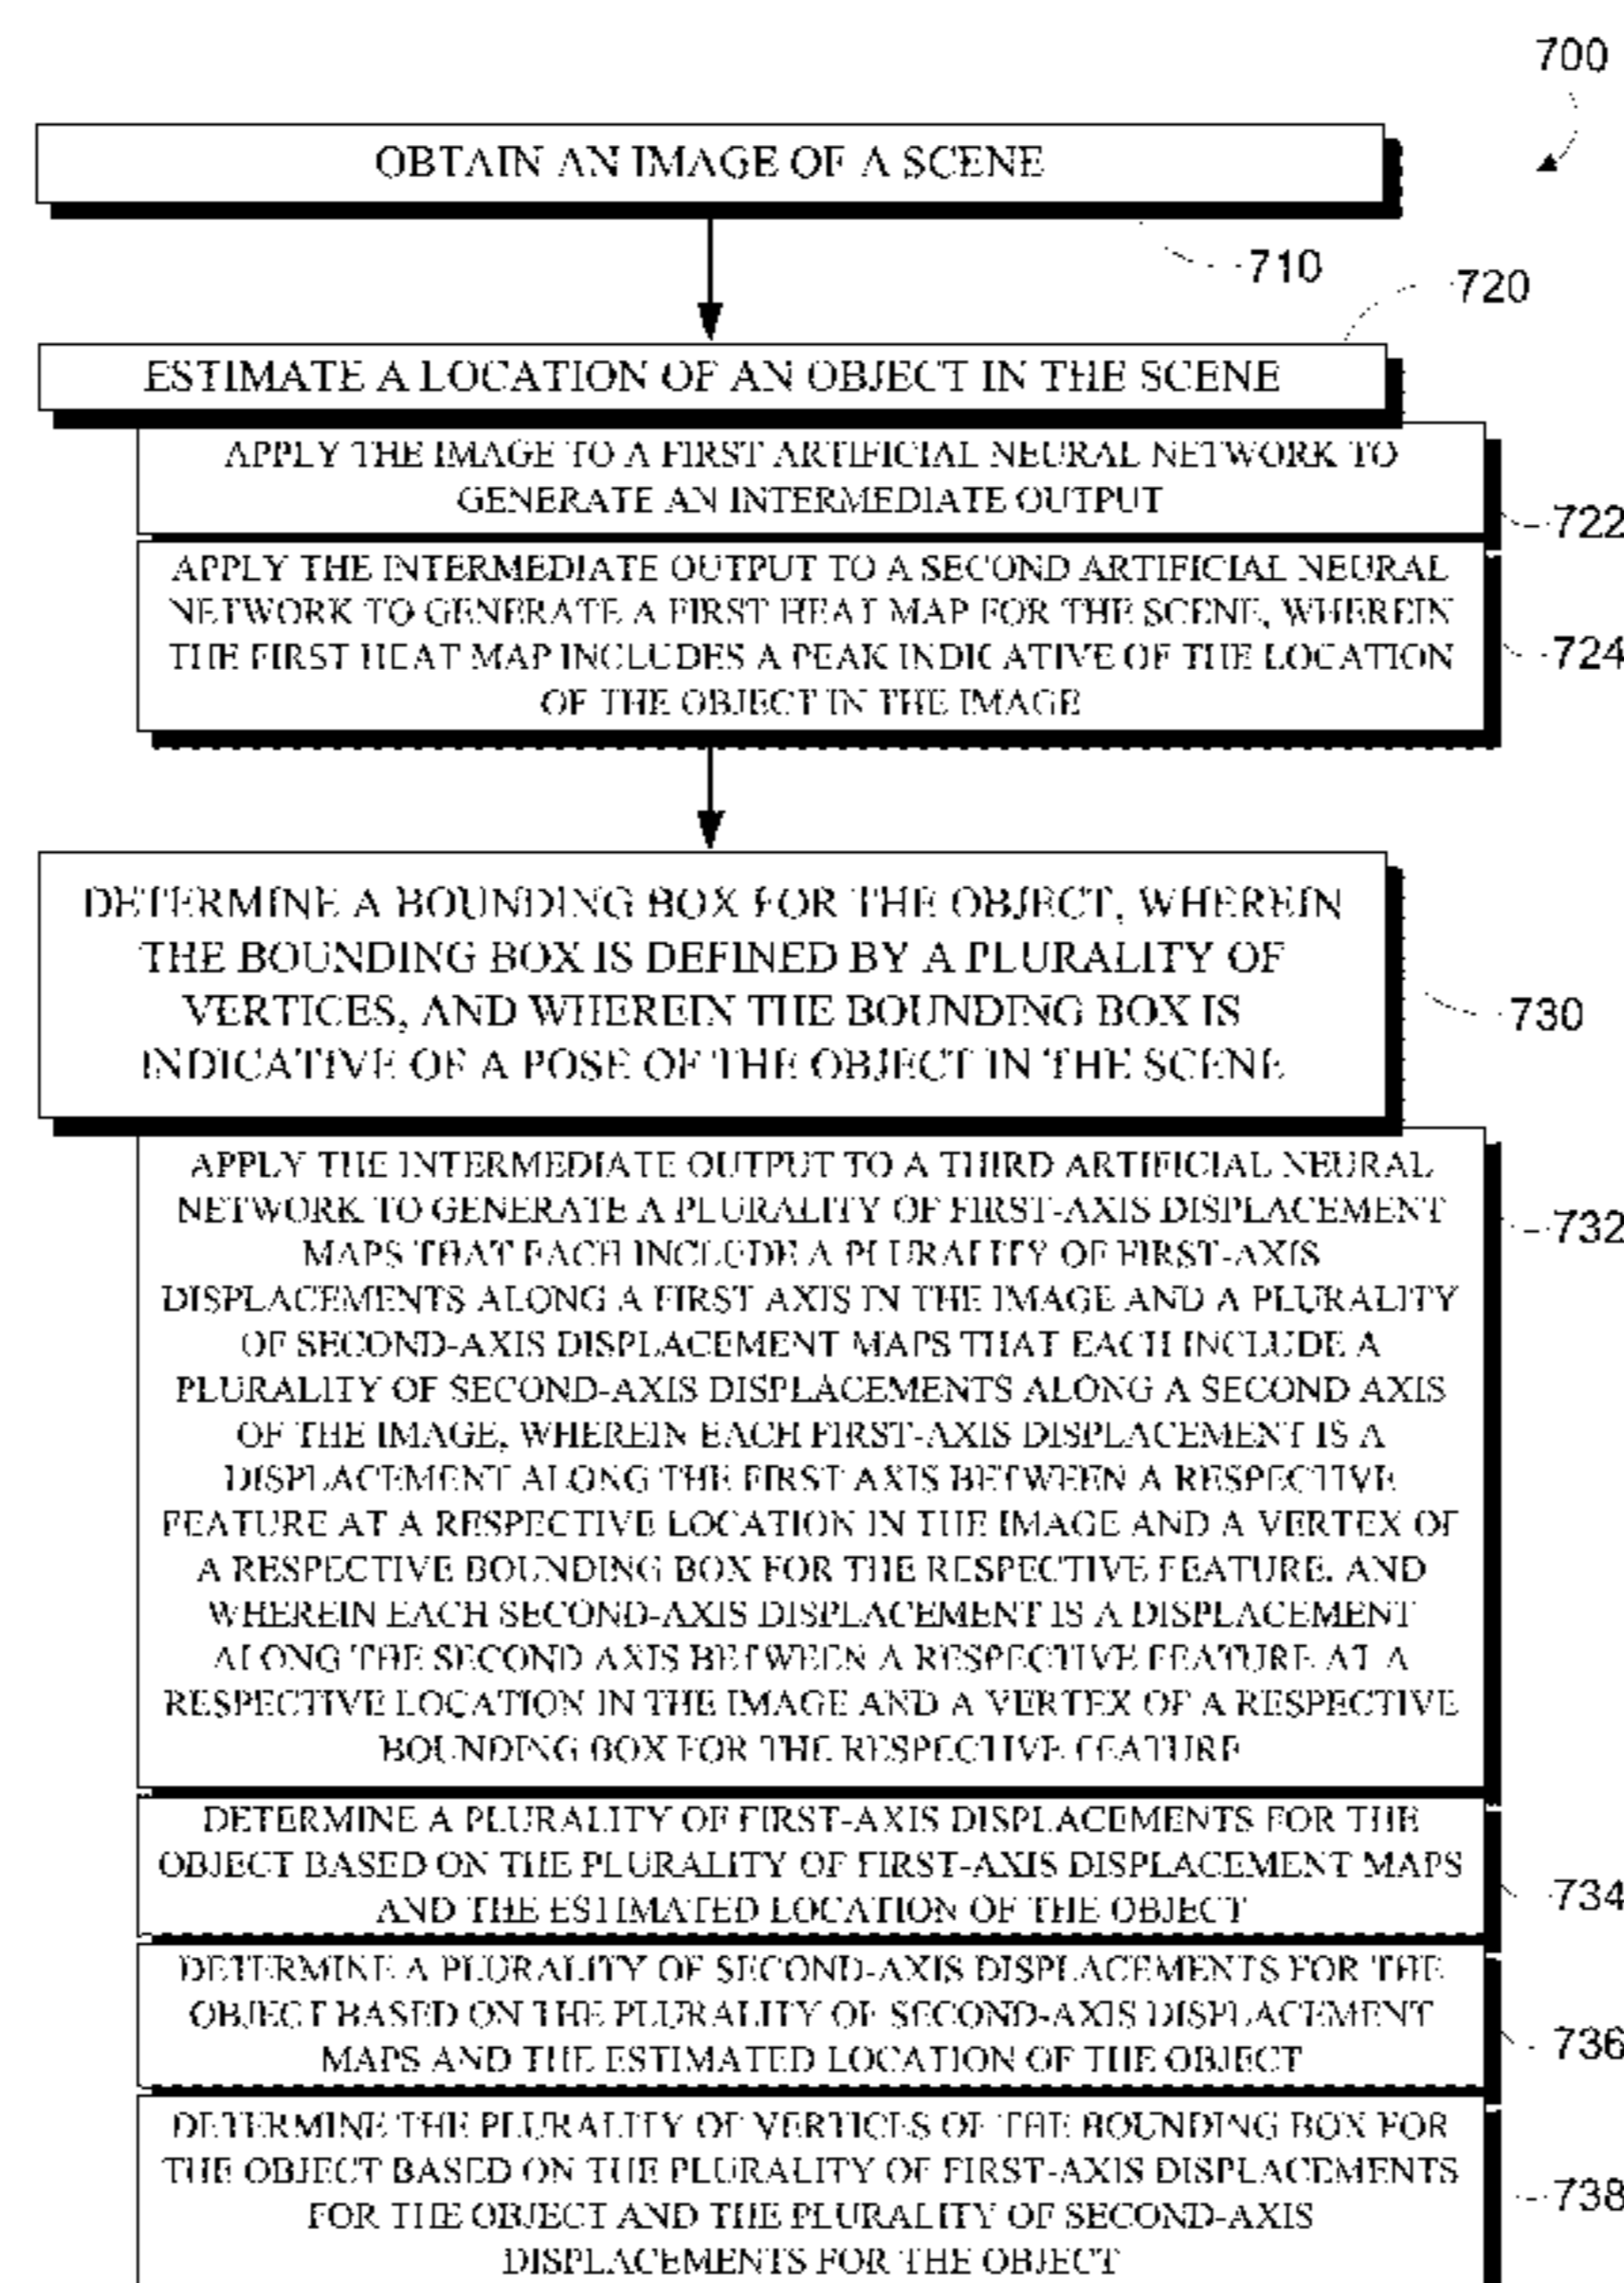 700
OBTAIN AN IMAGE OF A SCENE
710
720
ESTIMATE A LOCATION OF AN OBJECT IN THE SCENE
APPLY THE IMAGE TO A FIRST ARTIFICIAL NEURAL NETWORK TO
GENERATE AN INTERMEDIATE OUTPUT
722
APPLY THE INTERMEDIATE OUTPUT TO A SECOND ARTIFICIAL NEURAL
NETWORK TO GENERATE A FIRST HEAT MAP FOR THE SCENE, WHEREIN
THE FIRST HEAT MAP INCLUDES A PEAK INDICATIVE OF THE LOCATION
OF THE OBJECT IN THE IMAGE
724
DETERMINE A BOUNDING BOX FOR THE OBJECT, WHEREIN
THE BOUNDING BOX IS DEFINED BY A PLURALITY OF
VERTICES, AND WHEREIN THE BOUNDING BOX IS
INDICATIVE OF A POSE OF THE OBJECT IN THE SCENE
730
APPLY THE INTERMEDIATE OUTPUT TO A THIRD ARTIFICIAL NEURAL
NETWORK TO GENERATE A PLURALITY OF FIRST-AXIS DISPLACEMENT
MAPS THAT EACH INCLUDE A PLURALITY OF FIRST-AXIS
DISPLACEMENTS ALONG A FIRST AXIS IN THE IMAGE AND A PLURALITY
OF SECOND-AXIS DISPLACEMENT MAPS THAT EACH INCLUDE A
PLURALITY OF SECOND-AXIS DISPLACEMENTS ALONG A SECOND AXIS
OF THE IMAGE, WHEREIN EACH FIRST-AXIS DISPLACEMENT IS A
DISPLACEMENT ALONG THE FIRST AXIS BETWEEN A RESPECTIVE
FEATURE AT A RESPECTIVE LOCATION IN THE IMAGE AND A VERTEX OF
A RESPECTIVE BOUNDING BOX FOR THE RESPECTIVE FEATURE, AND
WHEREIN EACH SECOND-AXIS DISPLACEMENT IS A DISPLACEMENT
ALONG THE SECOND AXIS BETWEEN A RESPECTIVE FEATURE AT A
RESPECTIVE LOCATION IN THE IMAGE AND A VERTEX OF A RESPECTIVE
BOUNDING BOX FOR THE RESPECTIVE FEATURE
732
DETERMINE A PLURALITY OF FIRST-AXIS DISPLACEMENTS FOR THE
OBJECT BASED ON THE PLURALITY OF FIRST-AXIS DISPLACEMENT MAPS
AND THE ESTIMATED LOCATION OF THE OBJECT
734
DETERMINE A PLURALITY OF SECOND-AXIS DISPLACEMENTS FOR THE
OBJECT BASED ON THE PLURALITY OF SECOND-AXIS DISPLACEMENT
MAPS AND THE ESTIMATED LOCATION OF THE OBJECT
736
DETERMINE THE PLURALITY OF VERTICES OF THE BOUNDING BOX FOR
THE OBJECT BASED ON THE PLURALITY OF FIRST-AXIS DISPLACEMENTS
FOR THE OBJECT AND THE PLURALITY OF SECOND-AXIS
DISPLACEMENTS FOR THE OBJECT
738